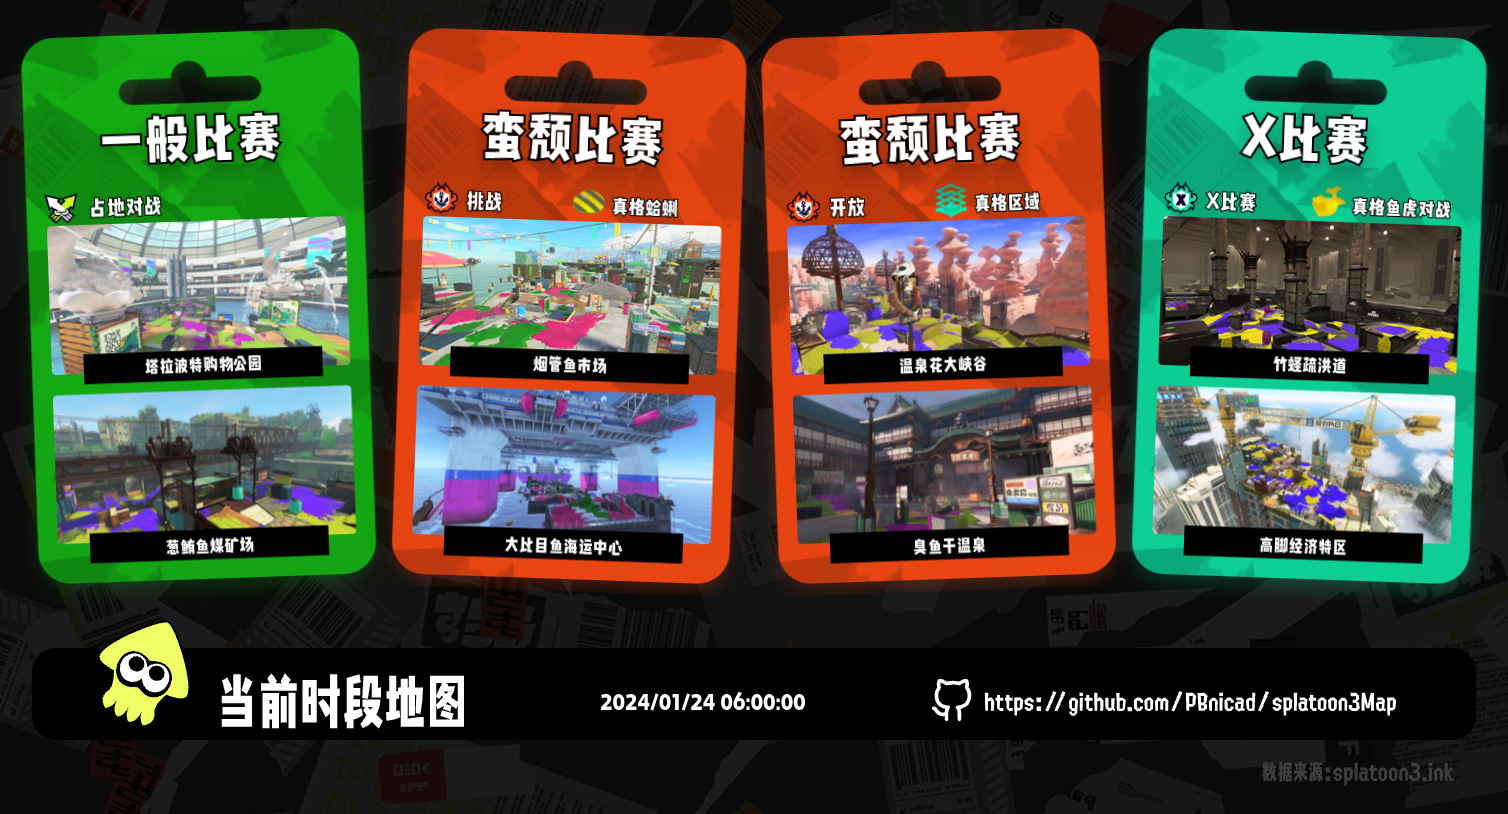 一般比赛
占地对战
塔拉波特购物公园
葱鲔鱼煤矿场
蛮颓比赛
挑战
真格蛤蜊
烟管鱼市场
大比目鱼海运中心
蛮颓比赛
开放
真格区域
温泉花大峡谷
臭鱼干温泉
X比赛
X比赛
真格鱼虎对战
竹蛏疏洪道
高脚经济特区
当前时段地图
2024/01/24 06:00:00
https://github.com/PBnicad/splatoon3Map
数据来源:splatoon3.ink